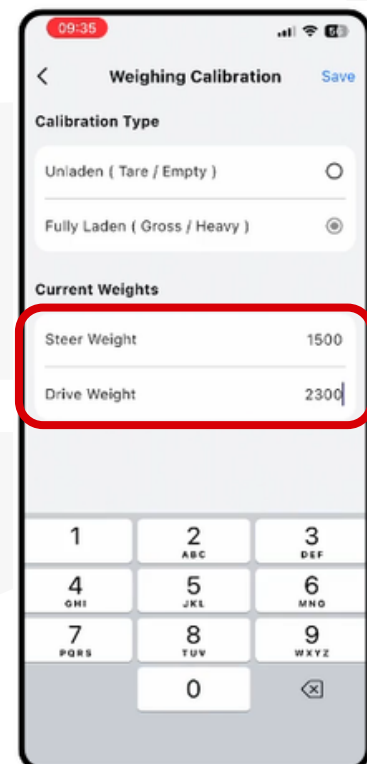 09:35
Weighing Calibration Save
Calibration Type
Unladen ( Tare / Empty )
Fully Laden ( Gross / Heavy )
Current Weights
Steer Weight 1500
Drive Weight 2300
1 2 3
ABC DEF
4 5 6
GHI JKL MNO
7 8 9
PQRS TUV WXYZ
0